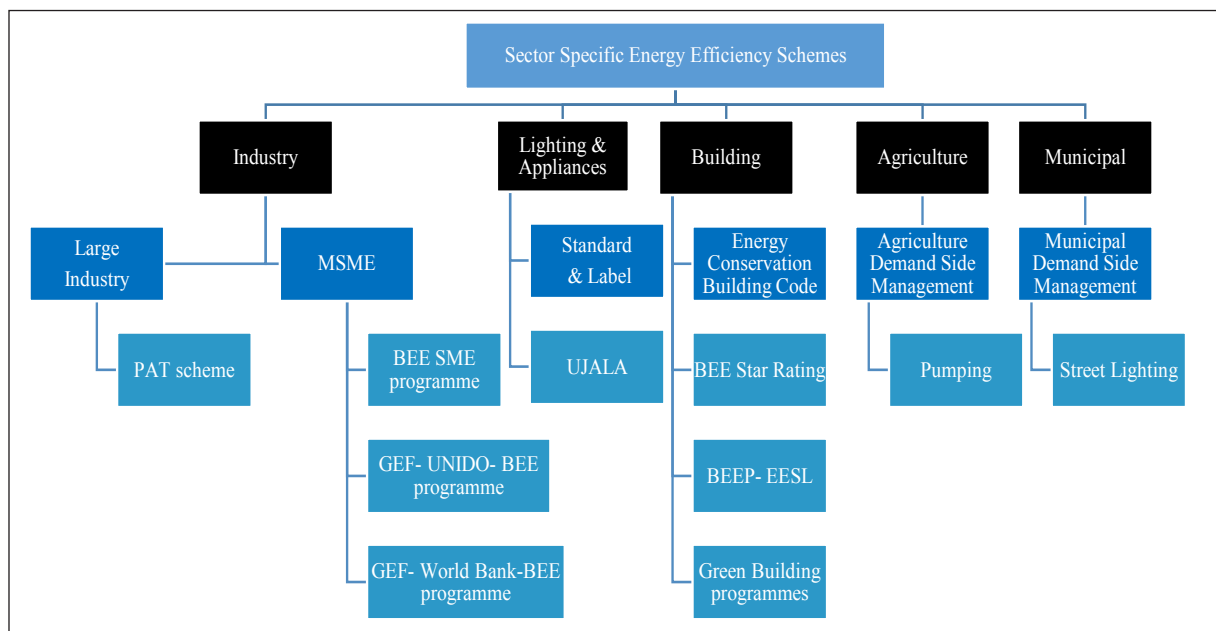 Sector Specific Energy Efficiency Schemes
Industry
Lighting &
Appliances
Building
Agriculture
Municipal
Large
Industry
MSME
Standard
& Label
Energy
Conservation
Building Code
Agriculture
Demand Side
Management
Municipal
Demand Side
Management
PAT scheme
BEE SME
programme
UJALA
BEE Star Rating
Pumping
Street Lighting
GEF- UNIDO- BEE
programme
BEEP- EESL
GEF- World Bank-BEE
programme
Green Building
programmes